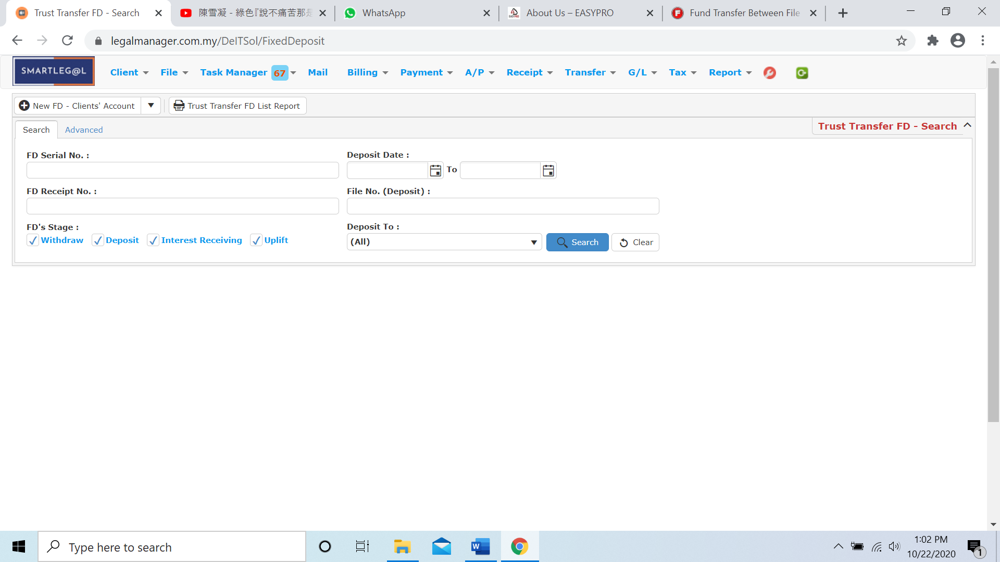 Trust Transfer FD - Search
陳雪凝 - 綠色『說不痛苦那是
WhatsApp
About Us – EASYPRO
Fund Transfer Between File
legalmanager.com.my/DeITSol/FixedDeposit
SMARTLEG@L
Client File Task Manager 67 Mail Billing Payment A/P Receipt Transfer G/L Tax Report
New FD - Clients' Account Trust Transfer FD List Report
Search Advanced Trust Transfer FD - Search
FD Serial No. : Deposit Date :
To
FD Receipt No. : File No. (Deposit) :
FD's Stage : Deposit To :
Withdraw Deposit Interest Receiving Uplift (All) Search Clear
Type here to search
1:02 PM
10/22/2020
1